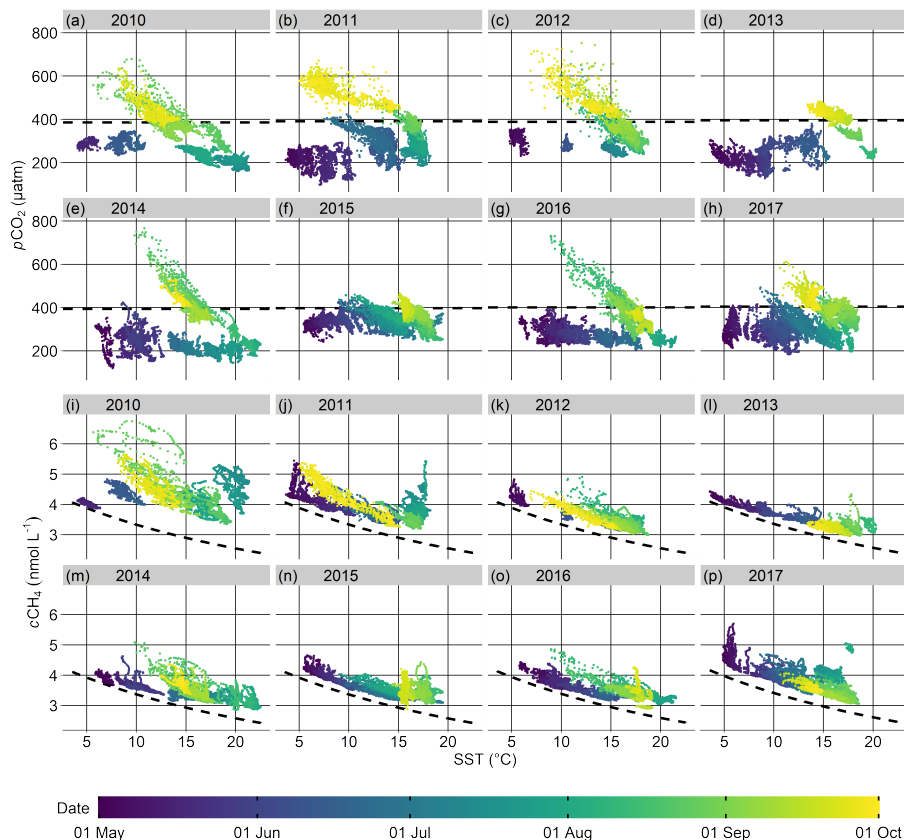 (a) 2010 (b) 2011 (c) 2012 (d) 2013
800
600
400
200
(e) 2014 (f) 2015 (g) 2016 (h) 2017
800
600
400
200
pCO₂ (µatm)
(i) 2010 (j) 2011 (k) 2012 (l) 2013
6
5
4
3
(m) 2014 (n) 2015 (o) 2016 (p) 2017
6
5
4
3
cCH₄ (nmol L⁻¹)
5 10 15 20 5 10 15 20 5 10 15 20 5 10 15 20
SST (°C)
Date
01 May 01 Jun 01 Jul 01 Aug 01 Sep 01 Oct